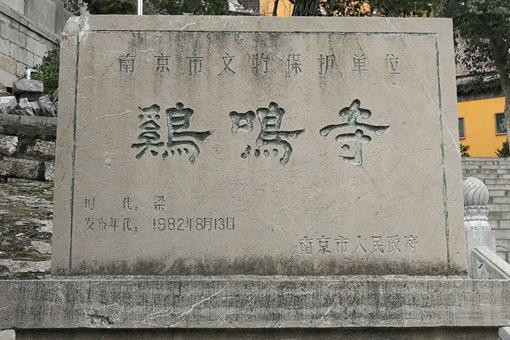 南京市文物保护单位
鷄鳴寺
时　代：梁
发布年代：1982年8月13日
南京市人民政府